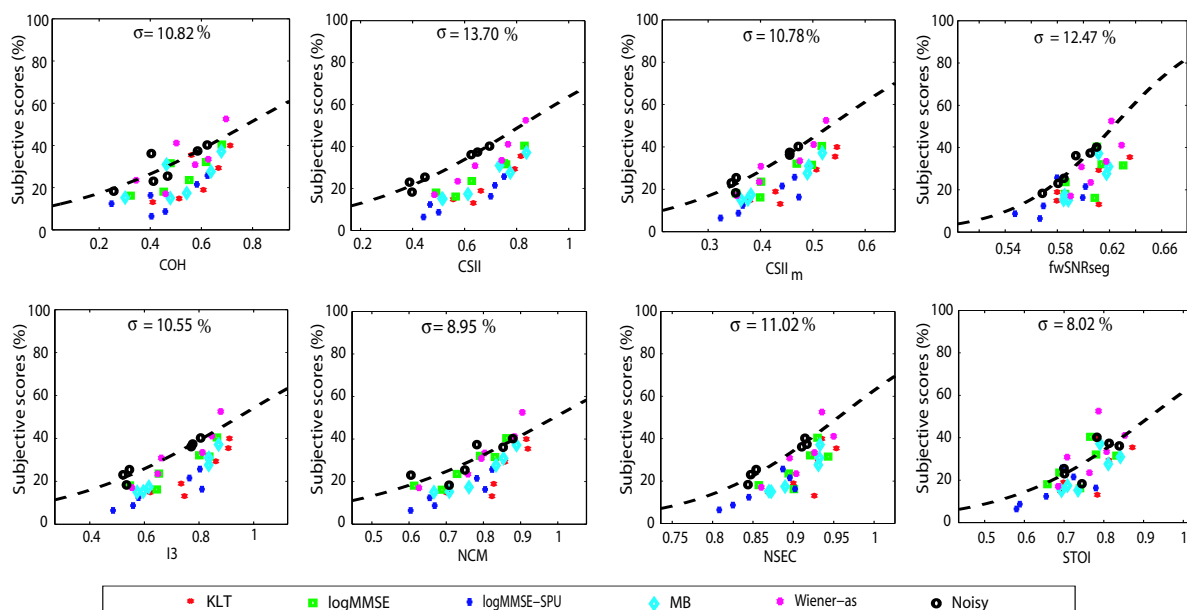 σ= 10.82 %
Subjective scores (%)
100
80
60
40
20
0
0.2 0.4 0.6 0.8
COH
σ= 13.70 %
Subjective scores (%)
100
80
60
40
20
0
0.4 0.6 0.8 1
CSII
σ= 10.78 %
Subjective scores (%)
100
80
60
40
20
0
0.3 0.4 0.5 0.6
CSII m
σ = 12.47 %
Subjective scores (%)
100
80
60
40
20
0
0.54 0.58 0.62 0.66
fwSNRseg
σ = 10.55 %
Subjective scores (%)
100
80
60
40
20
0
0.4 0.6 0.8 1
I3
σ= 8.95 %
Subjective scores (%)
100
80
60
40
20
0
0.5 0.6 0.7 0.8 0.9 1
NCM
σ = 11.02 %
Subjective scores (%)
100
80
60
40
20
0
0.75 0.8 0.85 0.9 0.95 1
NSEC
σ = 8.02 %
Subjective scores (%)
100
80
60
40
20
0
0.5 0.6 0.7 0.8 0.9 1
STOI
KLT logMMSE logMMSE-SPU MB Wiener-as Noisy